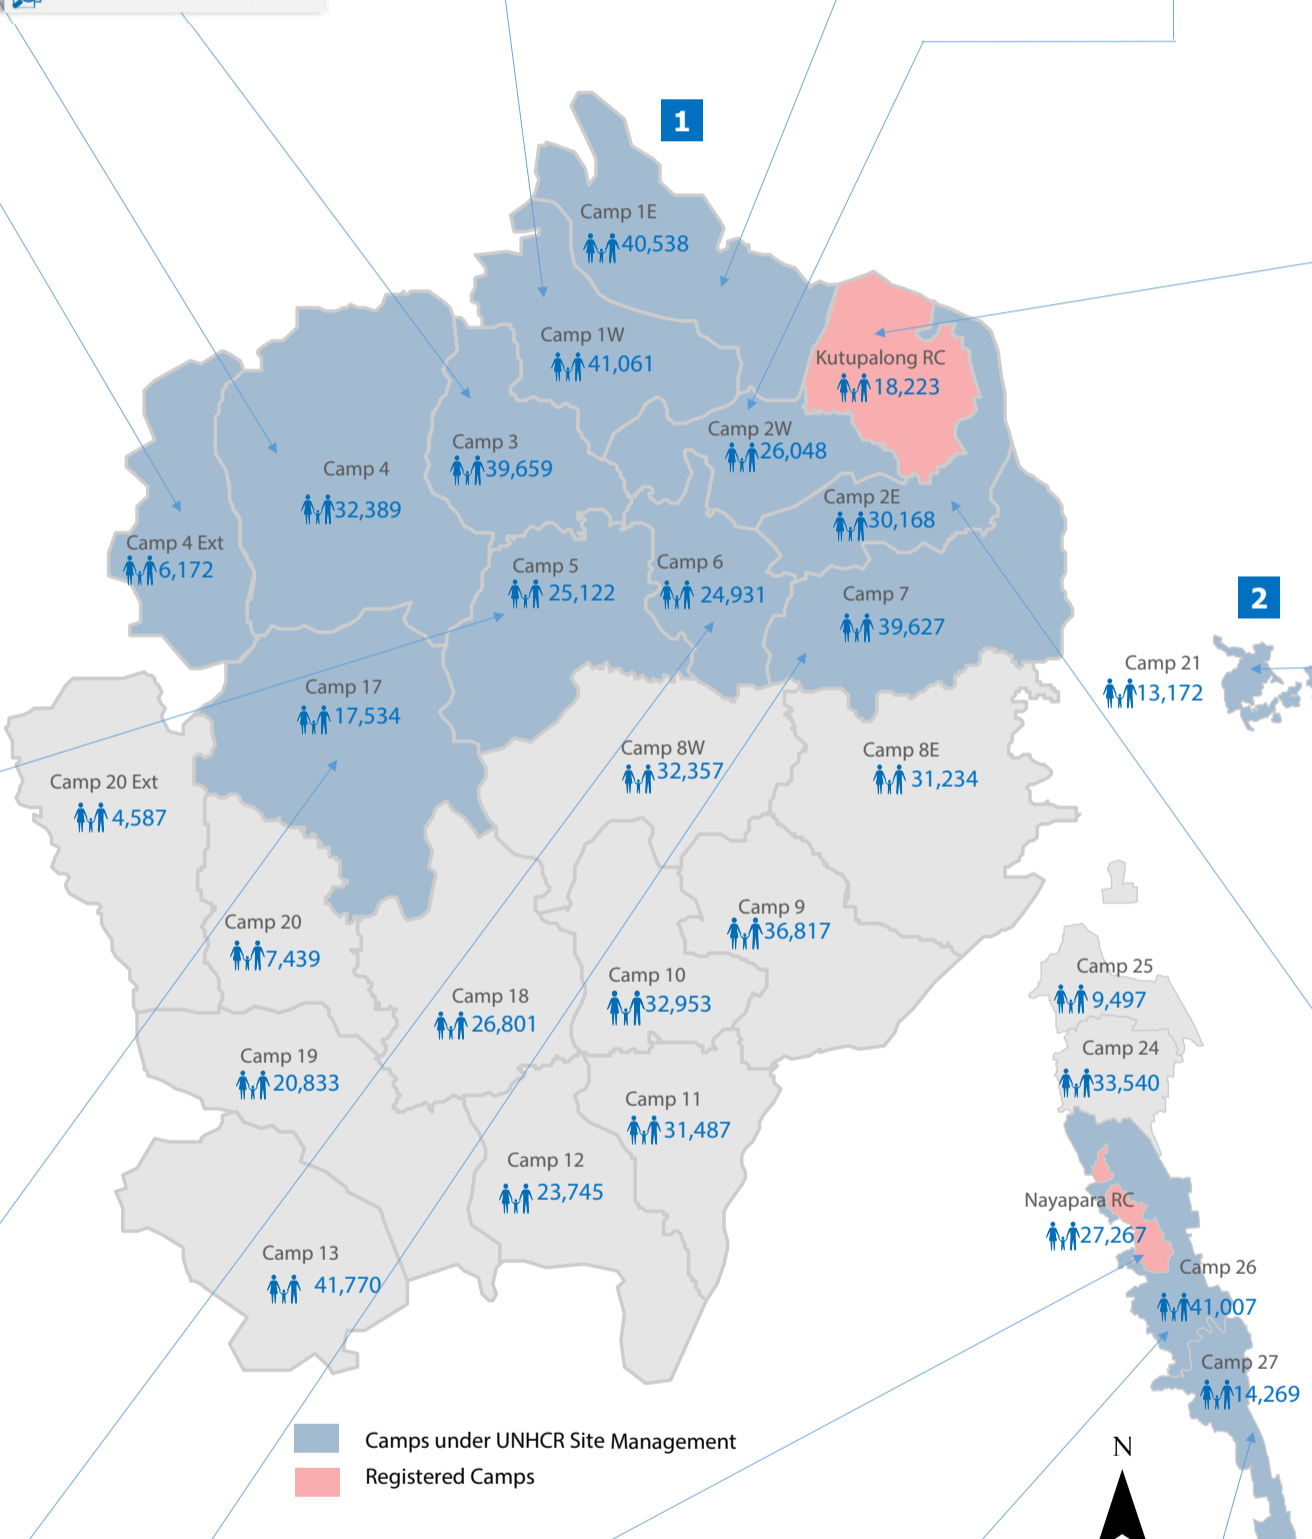 1
Camp 1E
40,538
Camp 1W
41,061
Kutupalong RC
18,223
Camp 2W
26,048
Camp 3
39,659
Camp 4
32,389
Camp 2E
30,168
Camp 4 Ext
6,172
Camp 5
25,122
Camp 6
24,931
Camp 7
39,627
2
Camp 21
13,172
Camp 17
17,534
Camp 8W
32,357
Camp 8E
31,234
Camp 20 Ext
4,587
Camp 9
36,817
Camp 20
7,439
Camp 10
32,953
Camp 18
26,801
Camp 25
9,497
Camp 24
33,540
Camp 19
20,833
Camp 11
31,487
Camp 12
23,745
Nayapara RC
27,267
Camp 13
41,770
Camp 26
41,007
Camp 27
14,269
Camps under UNHCR Site Management
Registered Camps
N